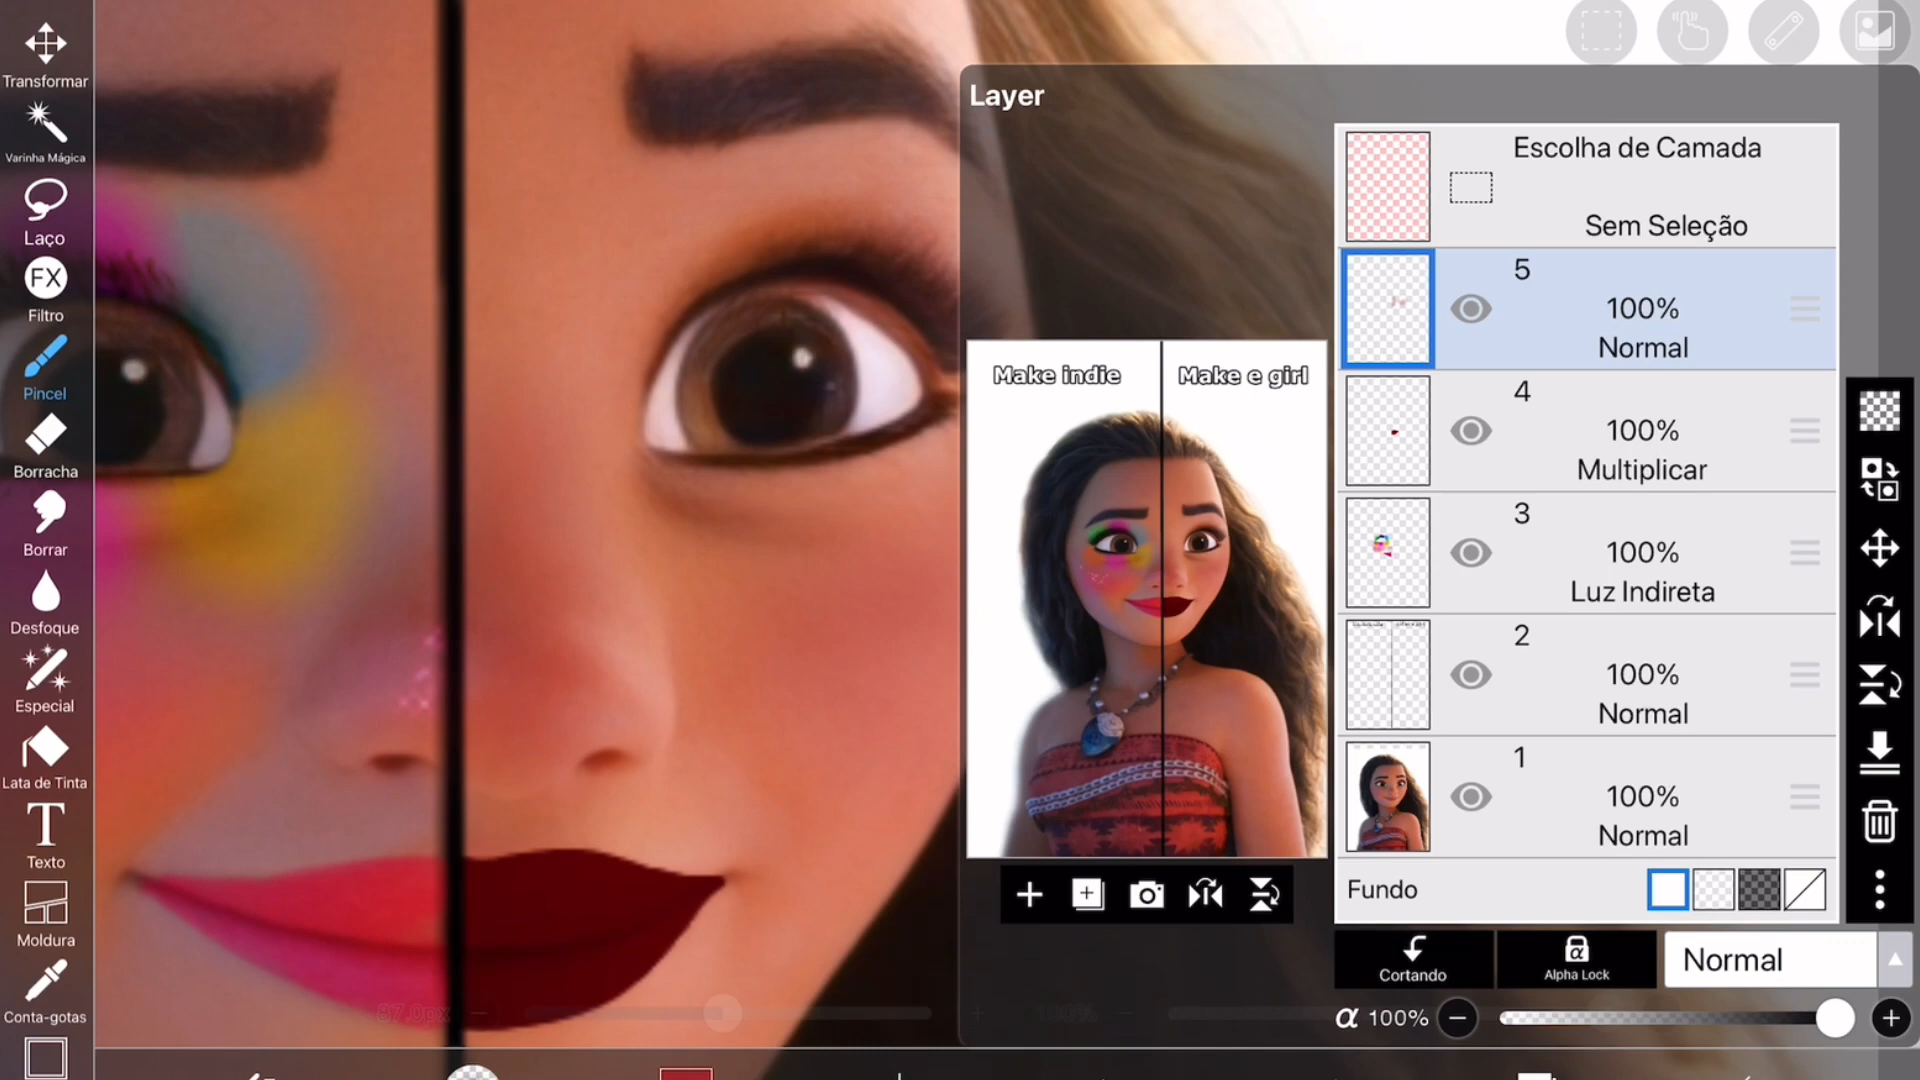 Transformar
Varinha Mágica
Laço
FX
Filtro
Pincel
Borracha
Borrar
Desfoque
Especial
Lata de Tinta
T
Texto
Moldura
Conta-gotas
Layer
Make indie
Make e girl
Escolha de Camada
Sem Seleção
5
100%
Normal
4
100%
Multiplicar
3
100%
Luz Indireta
2
100%
Normal
1
100%
Normal
Fundo
Cortando
α
Alpha Lock
Normal
α 100%